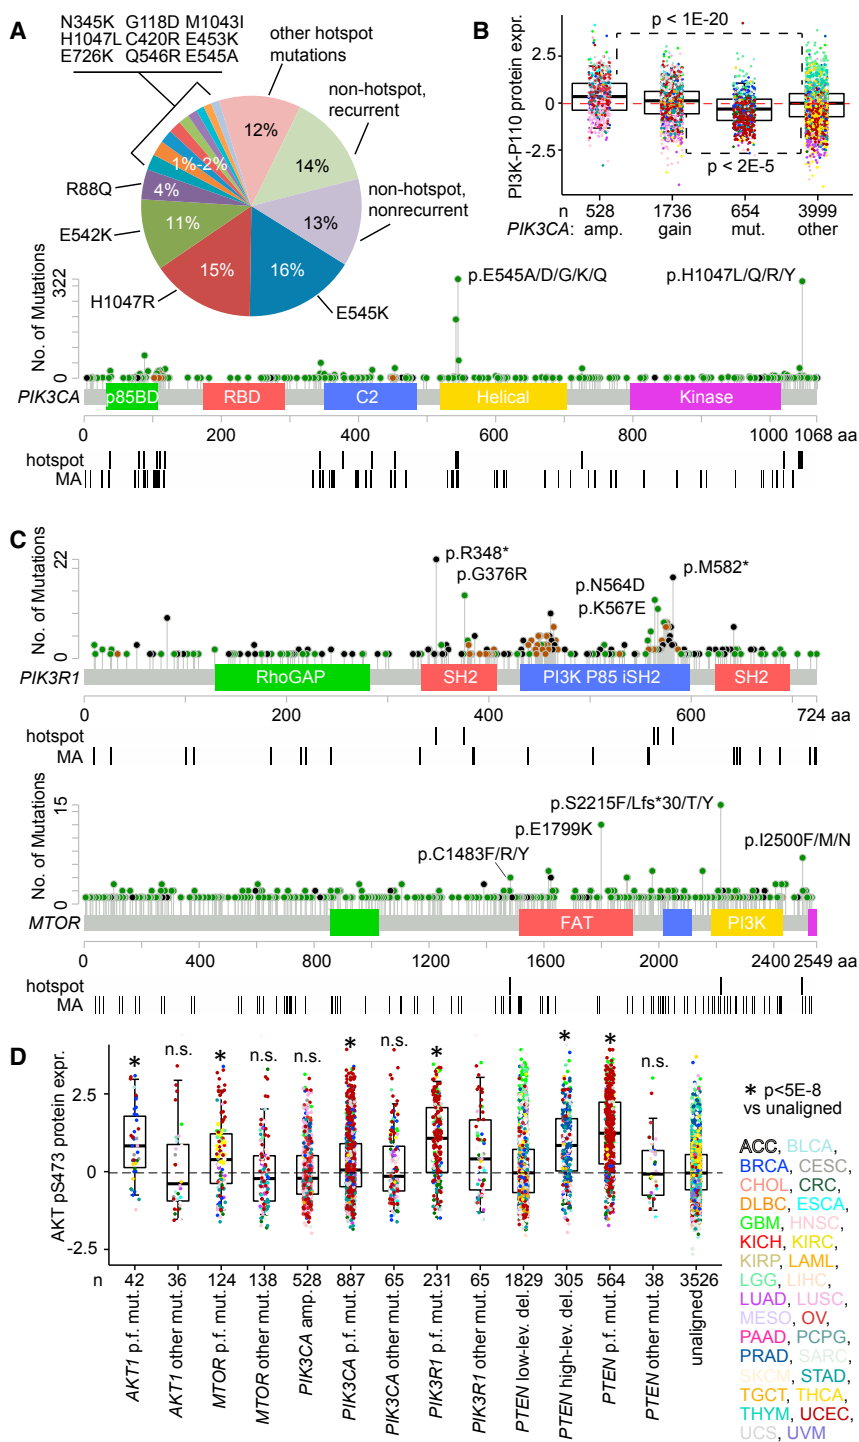 A
N345K G118D M1043I
H1047L C420R E453K
E726K Q546R E545A
other hotspot
mutations
non-hotspot,
recurrent
non-hotspot,
nonrecurrent
12%
14%
13%
16%
15%
11%
4%
1%-2%
R88Q
E542K
H1047R
E545K
B
PI3K-P110 protein expr.
2.5
0
-2.5
p < 1E-20
p < 2E-5
n 528 1736 654 3999
PIK3CA: amp. gain mut. other
No. of Mutations
322
0
p.E545A/D/G/K/Q
p.H1047L/Q/R/Y
PIK3CA p85BD RBD C2 Helical Kinase
0 200 400 600 800 1000 1068 aa
hotspot
MA
C
No. of Mutations
22
0
p.R348*
p.G376R
p.N564D
p.K567E
p.M582*
PIK3R1 RhoGAP SH2 PI3K P85 iSH2 SH2
0 200 400 600 724 aa
hotspot
MA
No. of Mutations
15
0
p.S2215F/Lfs*30/T/Y
p.E1799K
p.C1483F/R/Y
p.I2500F/M/N
MTOR FAT PI3K
0 400 800 1200 1600 2000 2400 2549 aa
hotspot
MA
D
AKT pS473 protein expr.
2.5
0
-2.5
* n.s. * n.s. n.s. * n.s. * * * n.s.
n 42 36 124 138 528 887 65 231 65 1829 305 564 38 3526
AKT1 p.f. mut.
AKT1 other mut.
MTOR p.f. mut.
MTOR other mut.
PIK3CA amp.
PIK3CA p.f. mut.
PIK3CA other mut.
PIK3R1 p.f. mut.
PIK3R1 other mut.
PTEN low-lev. del.
PTEN high-lev. del.
PTEN p.f. mut.
PTEN other mut.
unaligned
* p<5E-8
vs unaligned
ACC, BLCA,
BRCA, CESC,
CHOL, CRC,
DLBC, ESCA,
GBM, HNSC,
KICH, KIRC,
KIRP, LAML,
LGG, LIHC,
LUAD, LUSC,
MESO, OV,
PAAD, PCPG,
PRAD, SARC,
SKCM, STAD,
TGCT, THCA,
THYM, UCEC,
UCS, UVM